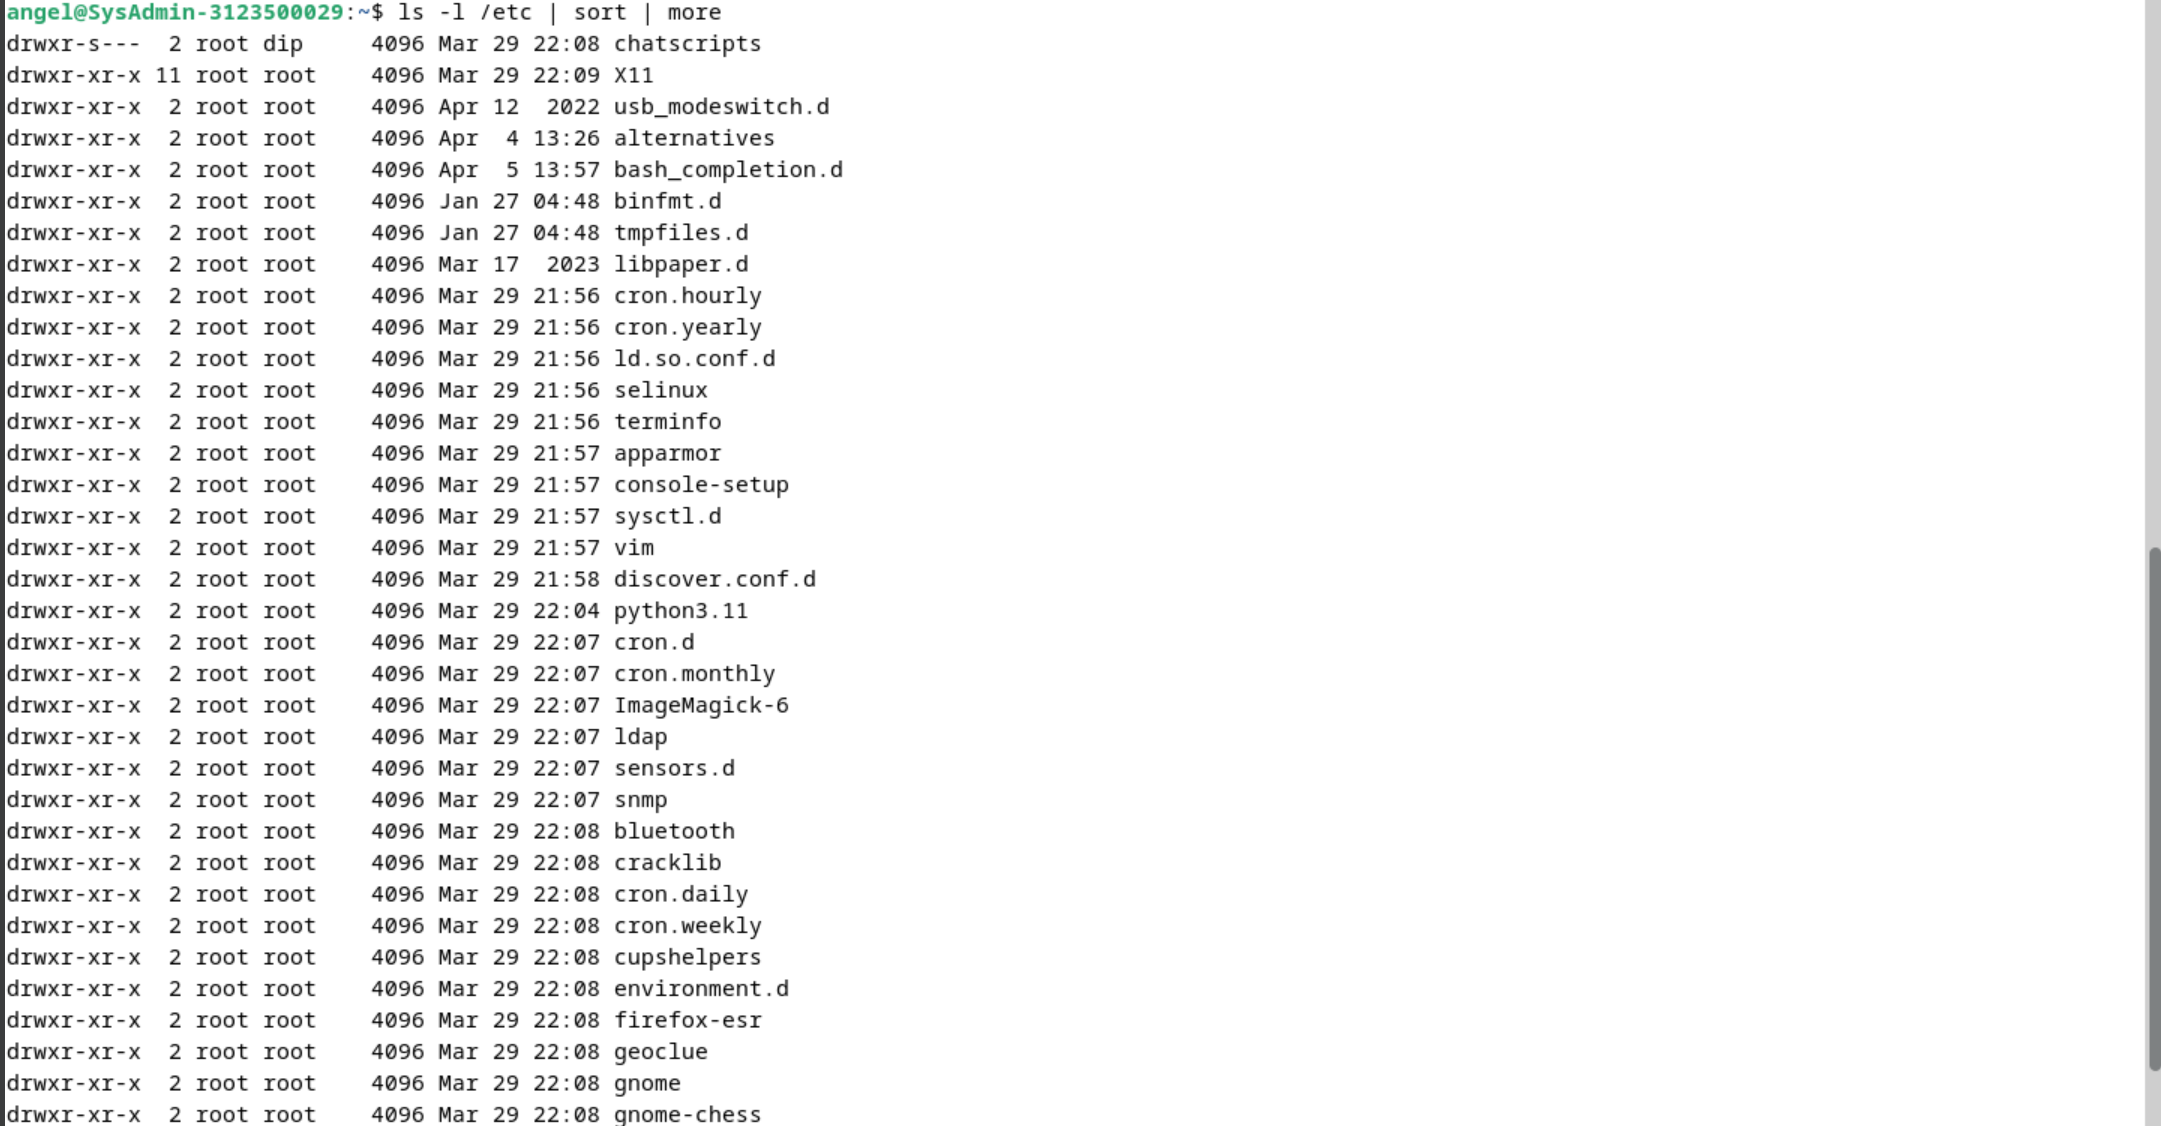 angel@SysAdmin-3123500029:~$ ls -l /etc | sort | more
drwxr-s---  2 root dip     4096 Mar 29 22:08 chatscripts
drwxr-xr-x 11 root root    4096 Mar 29 22:09 X11
drwxr-xr-x  2 root root    4096 Apr 12  2022 usb_modeswitch.d
drwxr-xr-x  2 root root    4096 Apr  4 13:26 alternatives
drwxr-xr-x  2 root root    4096 Apr  5 13:57 bash_completion.d
drwxr-xr-x  2 root root    4096 Jan 27 04:48 binfmt.d
drwxr-xr-x  2 root root    4096 Jan 27 04:48 tmpfiles.d
drwxr-xr-x  2 root root    4096 Mar 17  2023 libpaper.d
drwxr-xr-x  2 root root    4096 Mar 29 21:56 cron.hourly
drwxr-xr-x  2 root root    4096 Mar 29 21:56 cron.yearly
drwxr-xr-x  2 root root    4096 Mar 29 21:56 ld.so.conf.d
drwxr-xr-x  2 root root    4096 Mar 29 21:56 selinux
drwxr-xr-x  2 root root    4096 Mar 29 21:56 terminfo
drwxr-xr-x  2 root root    4096 Mar 29 21:57 apparmor
drwxr-xr-x  2 root root    4096 Mar 29 21:57 console-setup
drwxr-xr-x  2 root root    4096 Mar 29 21:57 sysctl.d
drwxr-xr-x  2 root root    4096 Mar 29 21:57 vim
drwxr-xr-x  2 root root    4096 Mar 29 21:58 discover.conf.d
drwxr-xr-x  2 root root    4096 Mar 29 22:04 python3.11
drwxr-xr-x  2 root root    4096 Mar 29 22:07 cron.d
drwxr-xr-x  2 root root    4096 Mar 29 22:07 cron.monthly
drwxr-xr-x  2 root root    4096 Mar 29 22:07 ImageMagick-6
drwxr-xr-x  2 root root    4096 Mar 29 22:07 ldap
drwxr-xr-x  2 root root    4096 Mar 29 22:07 sensors.d
drwxr-xr-x  2 root root    4096 Mar 29 22:07 snmp
drwxr-xr-x  2 root root    4096 Mar 29 22:08 bluetooth
drwxr-xr-x  2 root root    4096 Mar 29 22:08 cracklib
drwxr-xr-x  2 root root    4096 Mar 29 22:08 cron.daily
drwxr-xr-x  2 root root    4096 Mar 29 22:08 cron.weekly
drwxr-xr-x  2 root root    4096 Mar 29 22:08 cupshelpers
drwxr-xr-x  2 root root    4096 Mar 29 22:08 environment.d
drwxr-xr-x  2 root root    4096 Mar 29 22:08 firefox-esr
drwxr-xr-x  2 root root    4096 Mar 29 22:08 geoclue
drwxr-xr-x  2 root root    4096 Mar 29 22:08 gnome
drwxr-xr-x  2 root root    4096 Mar 29 22:08 gnome-chess